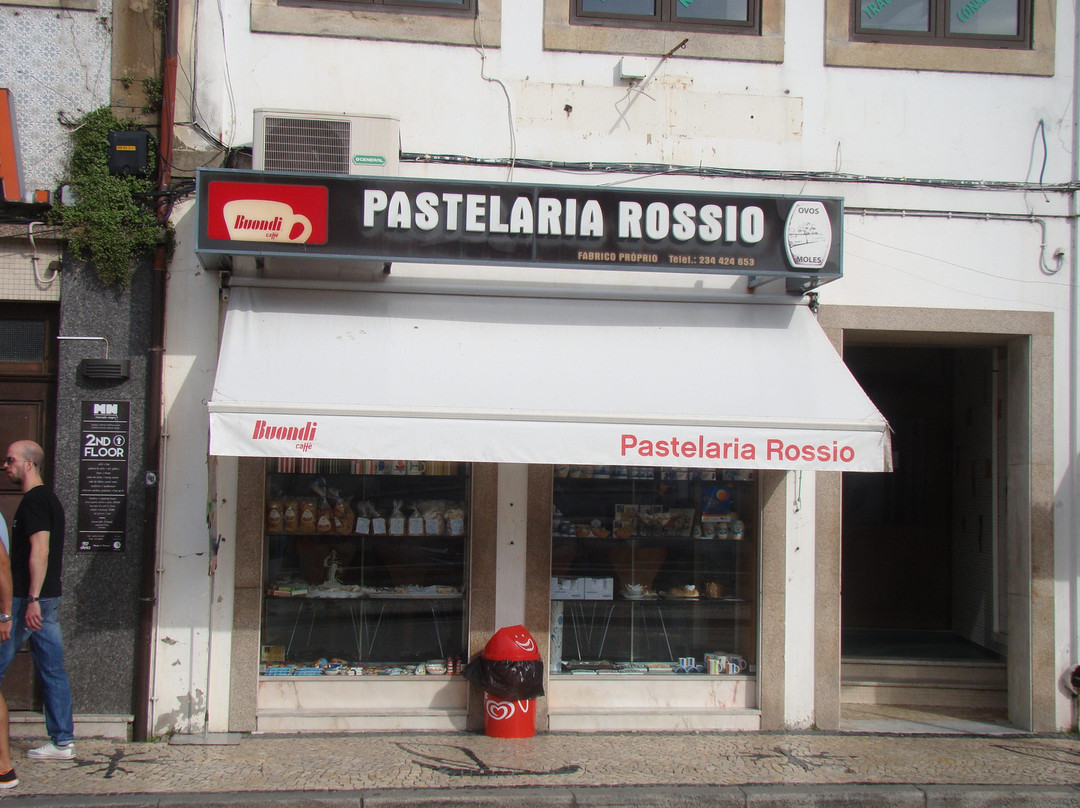 GENERAL
Buondi
caffè
PASTELARIA ROSSIO
FABRICO PRÓPRIO Telef.: 234 424 653
OVOS
MOLES
Buondi
caffè
Pastelaria Rossio
2ND
FLOOR